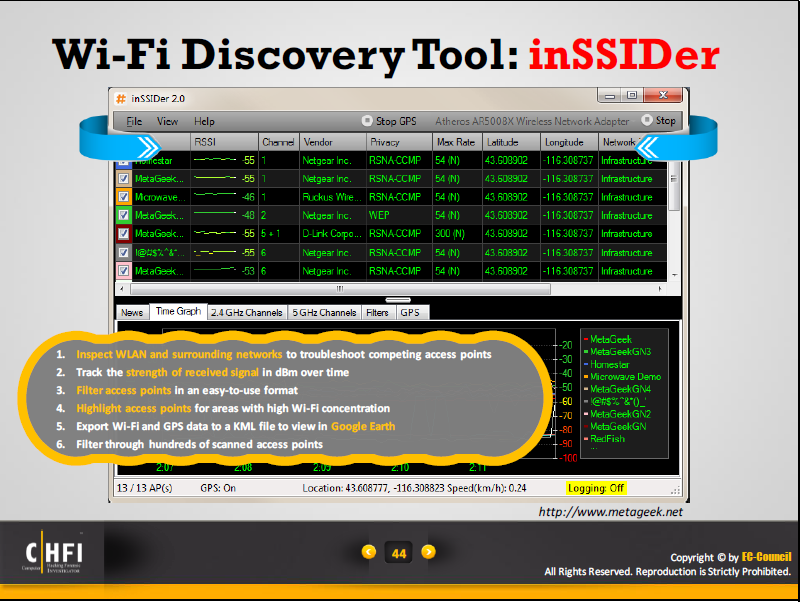 Wi-Fi Discovery Tool: inSSIDer
inSSIDer 2.0
File View Help Stop GPS Atheros AR5008X Wireless Network Adapter Stop
RSSI Channel Vendor Privacy Max Rate Latitude Longitude Network
Homestar -55 1 Netgear Inc. RSNA-CCMP 54 (N) 43.608902 -116.308737 Infrastructure
MetaGeek... -55 1 Netgear Inc. RSNA-CCMP 54 (N) 43.608902 -116.308737 Infrastructure
Microwave... -46 1 Ruckus Wire... RSNA-CCMP 54 (N) 43.608902 -116.308737 Infrastructure
MetaGeek... -48 2 Netgear Inc. WEP 54 (N) 43.608902 -116.308737 Infrastructure
MetaGeek... -55 5 + 1 D-Link Corpo... RSNA-CCMP 300 (N) 43.608902 -116.308737 Infrastructure
!@#$%^&*... -55 6 Netgear Inc. RSNA-CCMP 54 (N) 43.608902 -116.308737 Infrastructure
MetaGeek... -53 6 Netgear Inc. RSNA-CCMP 54 (N) 43.608902 -116.308737 Infrastructure
News Time Graph 2.4 GHz Channels 5 GHz Channels Filters GPS
1. Inspect WLAN and surrounding networks to troubleshoot competing access points
2. Track the strength of received signal in dBm over time
3. Filter access points in an easy-to-use format
4. Highlight access points for areas with high Wi-Fi concentration
5. Export Wi-Fi and GPS data to a KML file to view in Google Earth
6. Filter through hundreds of scanned access points
-20
-30
-40
-50
-60
-70
-80
-90
-100
MetaGeek
MetaGeekGN3
Homestar
Microwave Demo
MetaGeekGN4
!@#$%^&*()_'
MetaGeekGN2
MetaGeekGN
RedFish
2:07 2:08 2:09 2:10 2:11
13 / 13 AP(s) GPS: On Location: 43.608777, -116.308823 Speed(km/h): 0.24 Logging: Off
http://www.metageek.net
CHFI
Computer Hacking Forensic
INVESTIGATOR
44
Copyright © by EC-Council
All Rights Reserved. Reproduction is Strictly Prohibited.